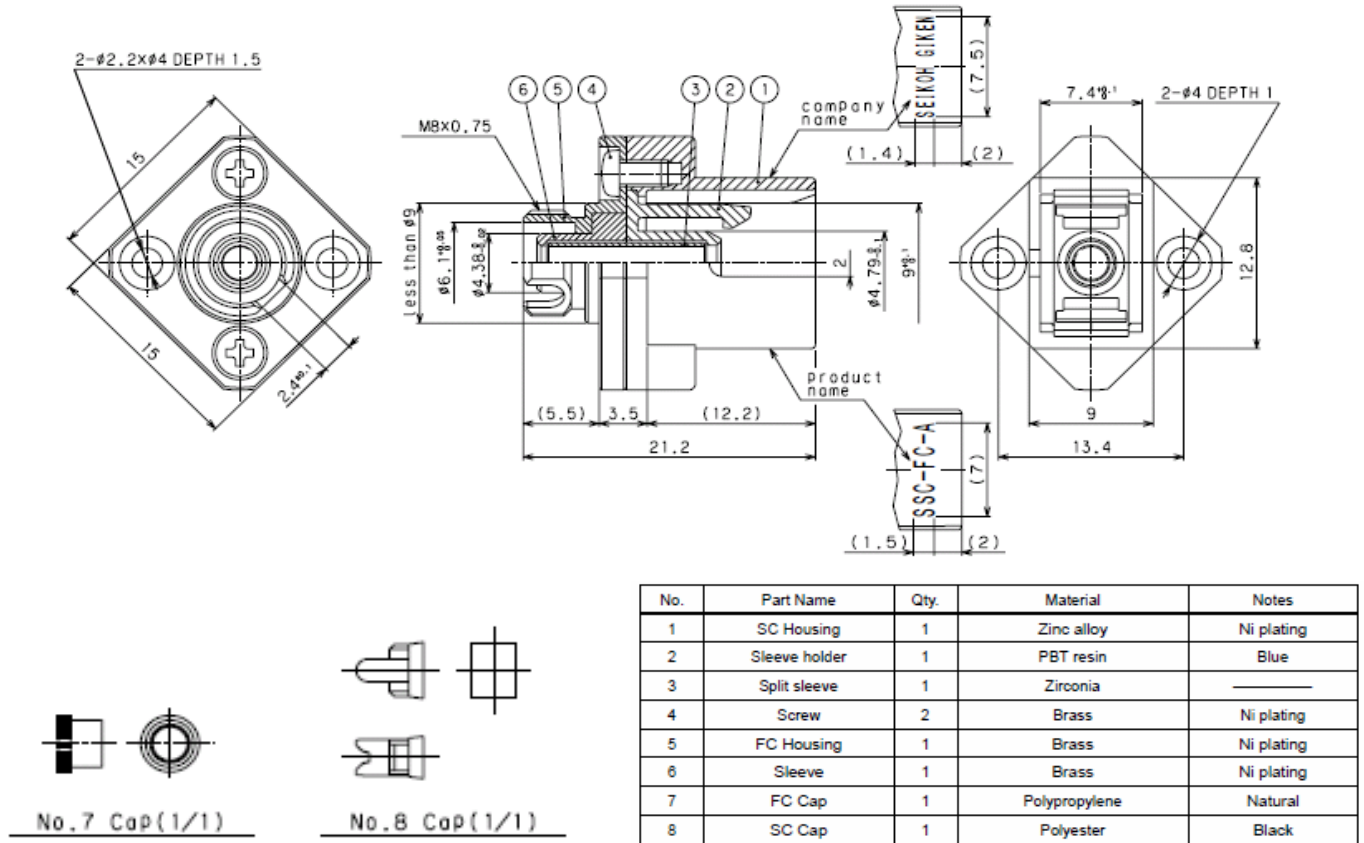 2-φ2.2Xφ4 DEPTH 1.5
15
15
2.4±0.1
6
5
4
3
2
1
M8X0.75
Less than φ9
φ6.1
φ4.38
2
φ4.79
9
(5.5)
3.5
(12.2)
21.2
company
name
SEIKOH GIKEN
(7.5)
(1.4)
(2)
product
name
SSC-FC-A
(7)
(1.5)
(2)
7.4
2-φ4 DEPTH 1
12.8
9
13.4
No.7 Cap(1/1)
No.8 Cap(1/1)
No. Part Name Qty. Material Notes
1 SC Housing 1 Zinc alloy Ni plating
2 Sleeve holder 1 PBT resin Blue
3 Split sleeve 1 Zirconia ———
4 Screw 2 Brass Ni plating
5 FC Housing 1 Brass Ni plating
6 Sleeve 1 Brass Ni plating
7 FC Cap 1 Polypropylene Natural
8 SC Cap 1 Polyester Black